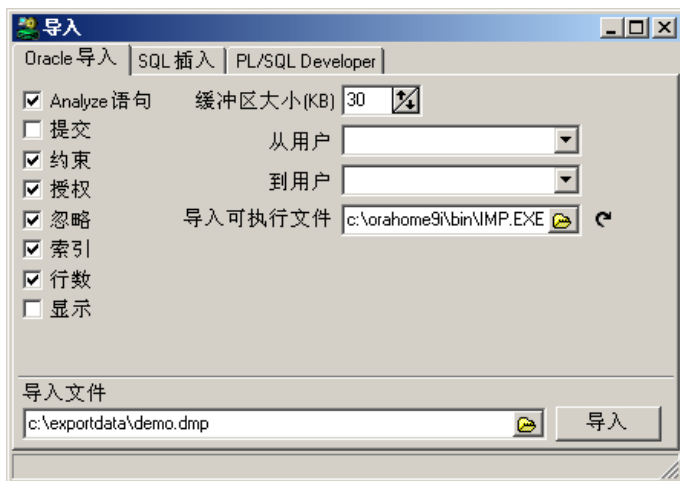 导入
Oracle 导入 SQL 插入 PL/SQL Developer
Analyze 语句 缓冲区大小(KB) 30
提交 从用户
约束
授权 到用户
忽略 导入可执行文件 c:\orahome9i\bin\IMP.EXE
索引
行数
显示
导入文件
c:\exportdata\demo.dmp 导入